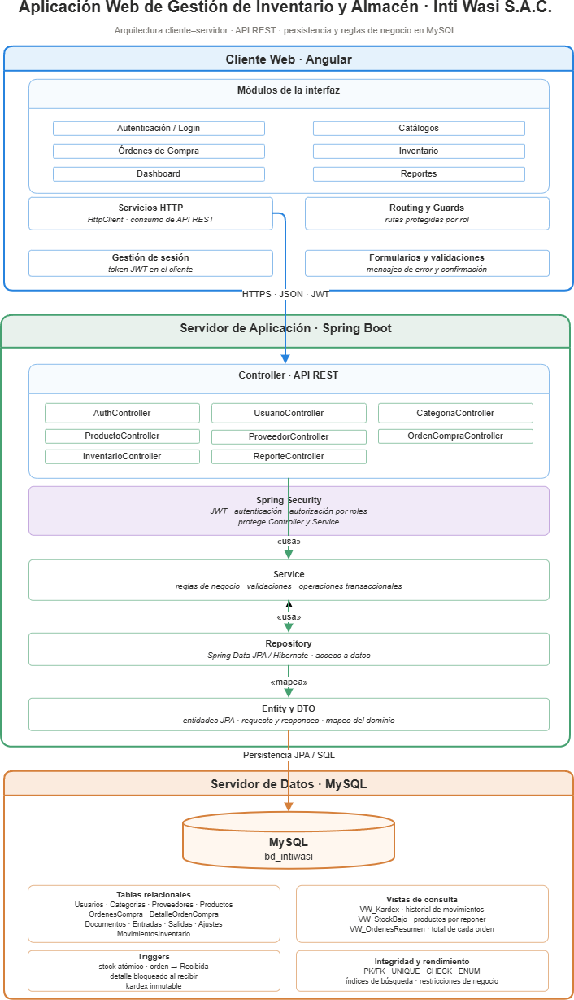 Aplicación Web de Gestión de Inventario y Almacén · Inti Wasi S.A.C.
Arquitectura cliente–servidor · API REST · persistencia y reglas de negocio en MySQL
Cliente Web · Angular
Módulos de la interfaz
Autenticación / Login
Catálogos
Órdenes de Compra
Inventario
Dashboard
Reportes
Servicios HTTP
HttpClient · consumo de API REST
Routing y Guards
rutas protegidas por rol
Gestión de sesión
token JWT en el cliente
Formularios y validaciones
mensajes de error y confirmación
HTTPS · JSON · JWT
Servidor de Aplicación · Spring Boot
Controller · API REST
AuthController
UsuarioController
CategoriaController
ProductoController
ProveedorController
OrdenCompraController
InventarioController
ReporteController
Spring Security
JWT · autenticación · autorización por roles
protege Controller y Service
«usa»
Service
reglas de negocio · validaciones · operaciones transaccionales
«usa»
Repository
Spring Data JPA / Hibernate · acceso a datos
«mapea»
Entity y DTO
entidades JPA · requests y responses · mapeo del dominio
Persistencia JPA / SQL
Servidor de Datos · MySQL
MySQL
bd_intiwasi
Tablas relacionales
Usuarios · Categorias · Proveedores · Productos
OrdenesCompra · DetalleOrdenCompra
Documentos · Entradas · Salidas · Ajustes
MovimientosInventario
Vistas de consulta
VW_Kardex · historial de movimientos
VW_StockBajo · productos por reponer
VW_OrdenesResumen · total de cada orden
Triggers
stock atómico · orden → Recibida
detalle bloqueado al recibir
kardex inmutable
Integridad y rendimiento
PK/FK · UNIQUE · CHECK · ENUM
índices de búsqueda · restricciones de negocio